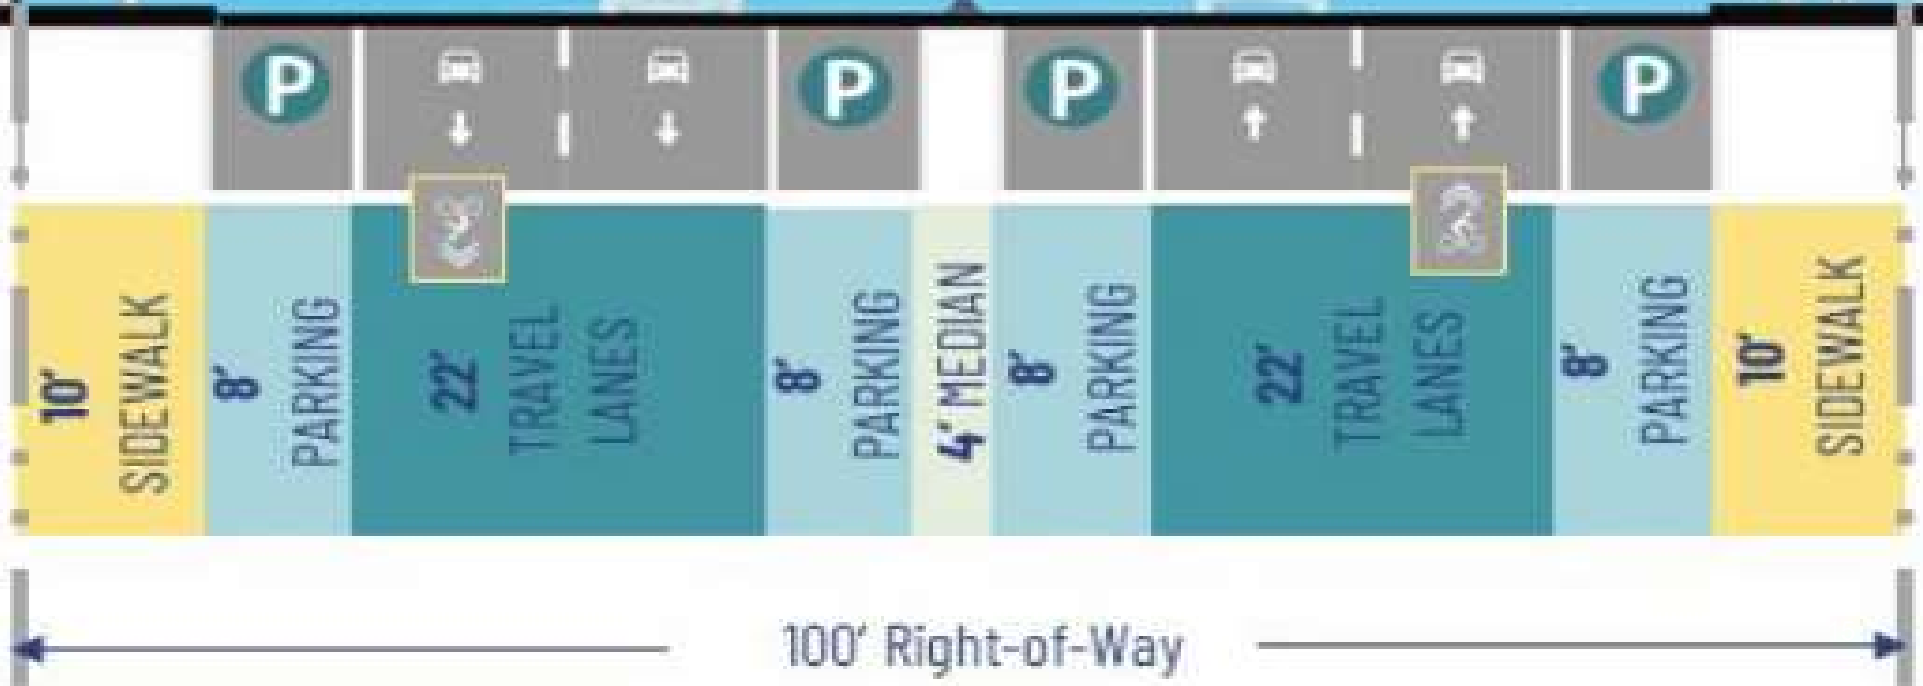 P
P
P
P
10'
SIDEWALK
8'
PARKING
22'
TRAVEL
LANES
8'
PARKING
4' MEDIAN
8'
PARKING
22'
TRAVEL
LANES
8'
PARKING
10'
SIDEWALK
100' Right-of-Way